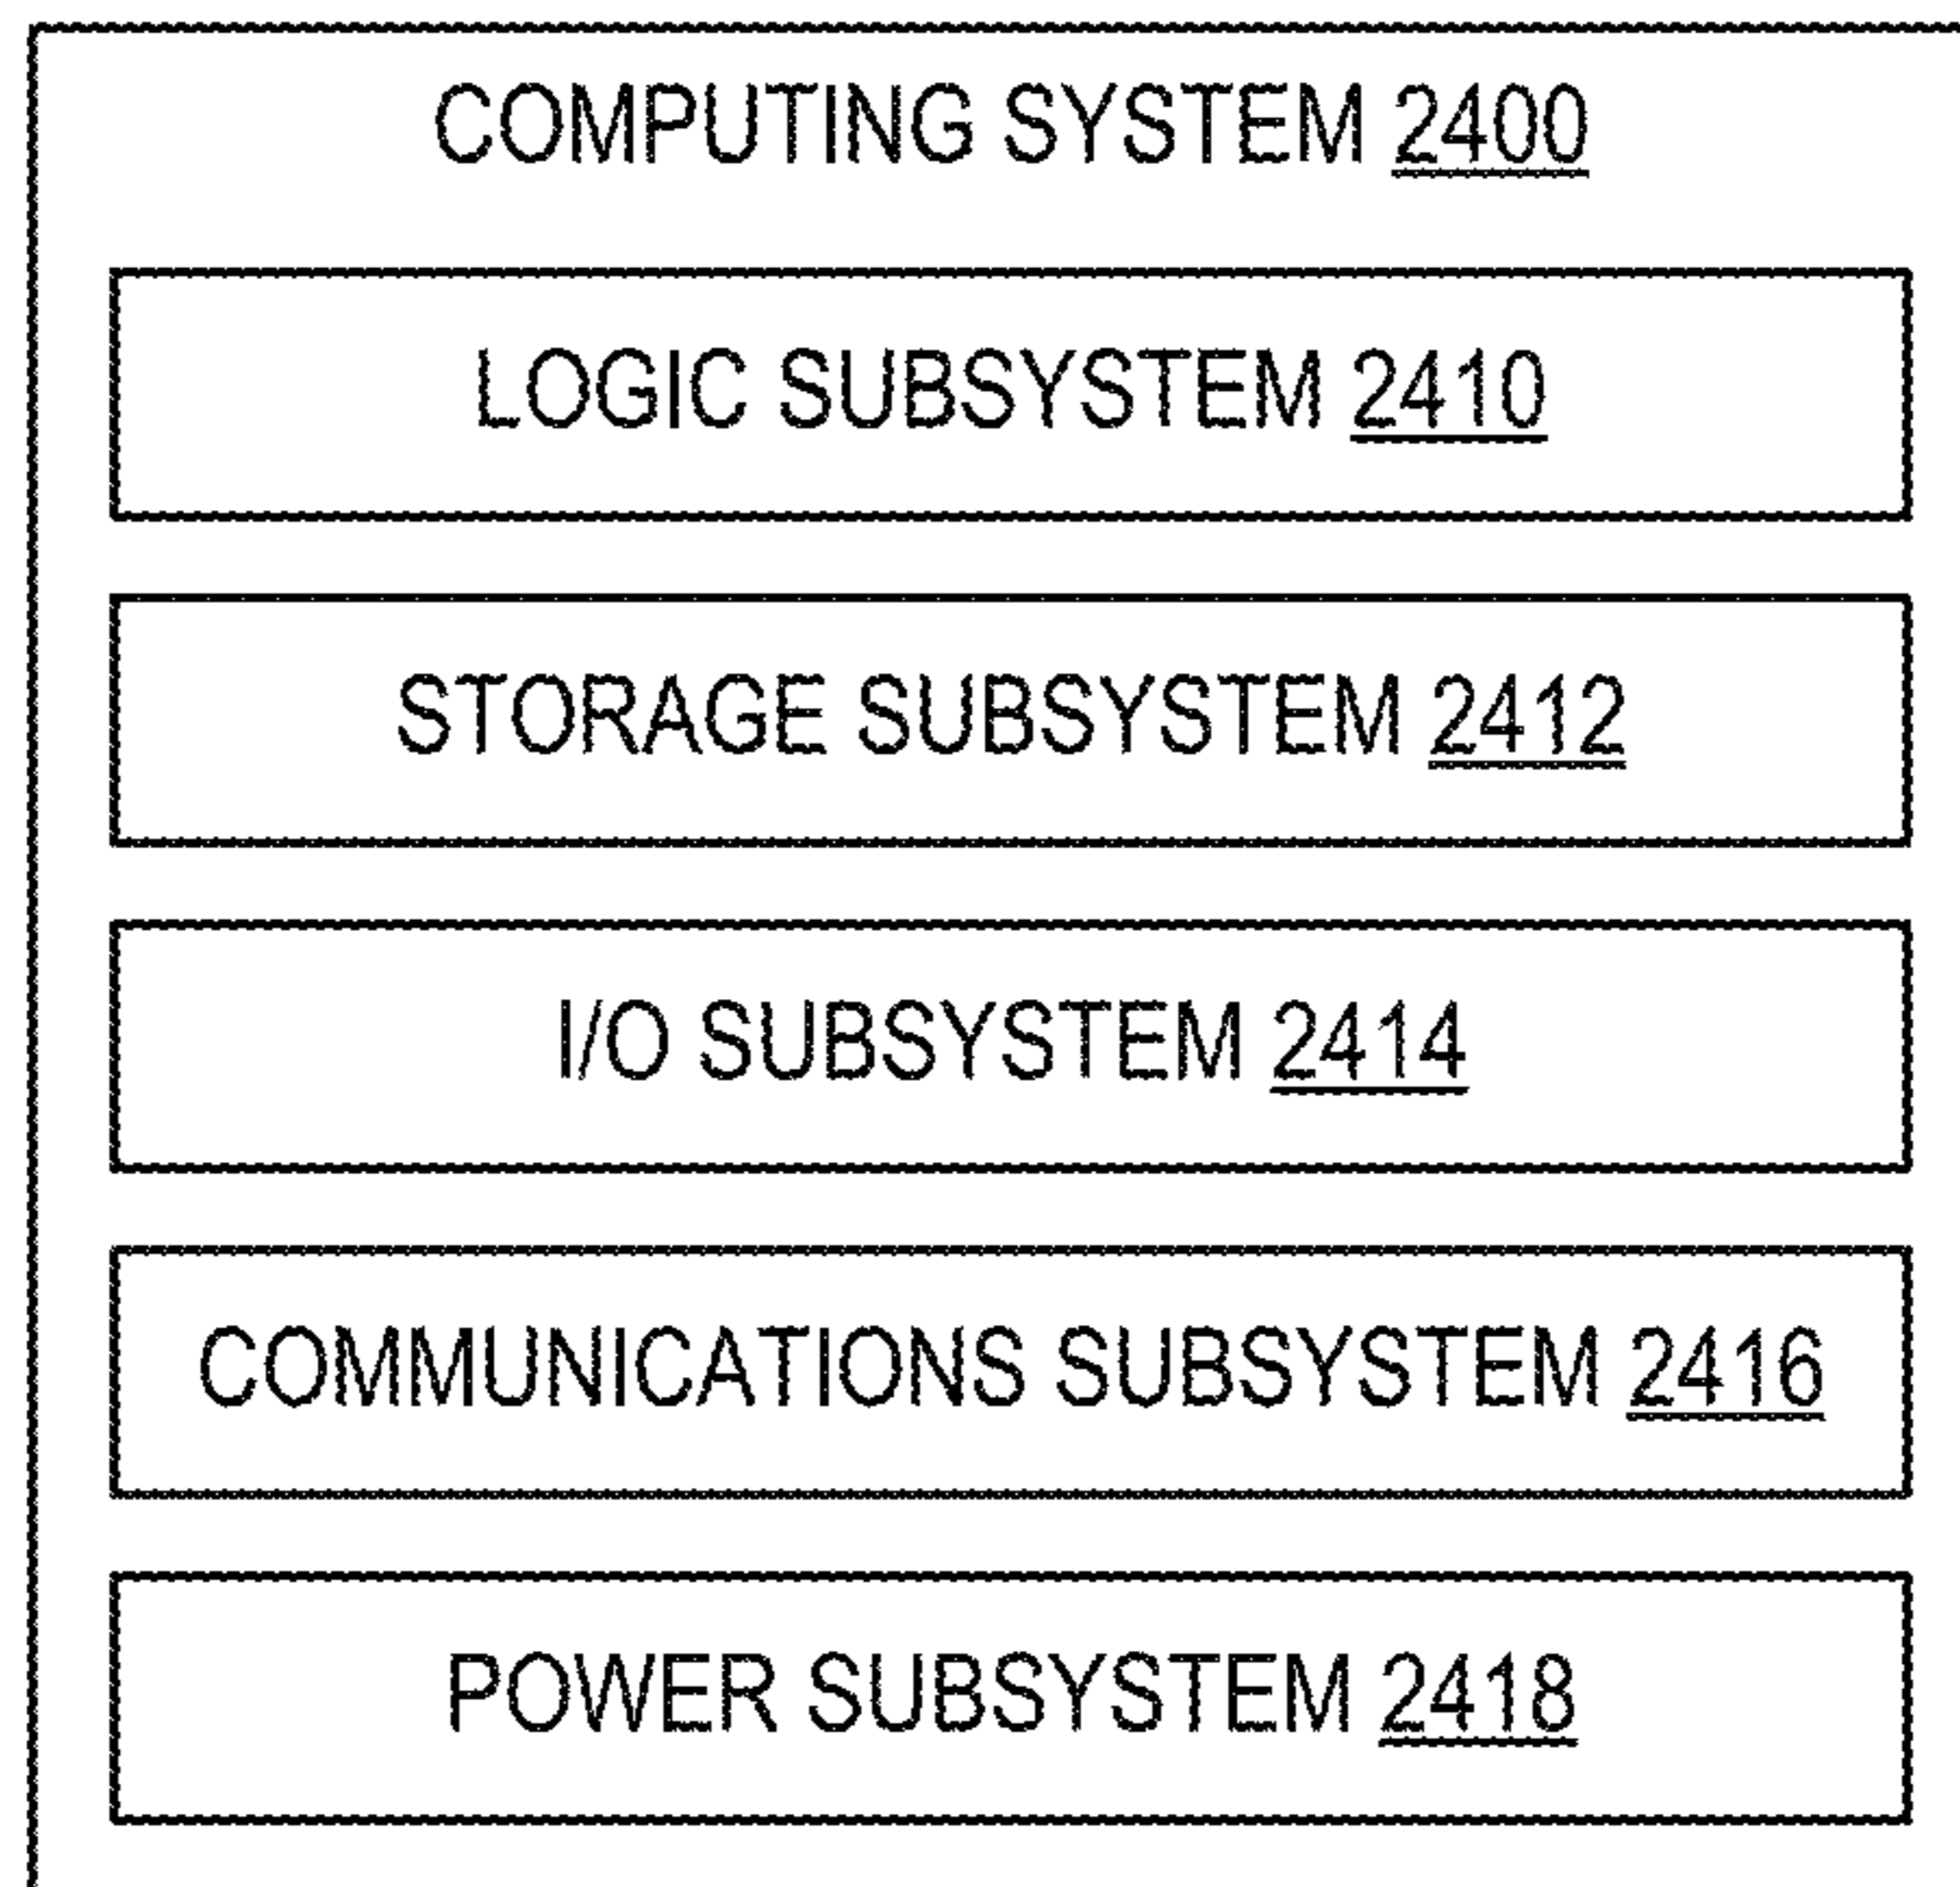 COMPUTING SYSTEM 2400
LOGIC SUBSYSTEM 2410
STORAGE SUBSYSTEM 2412
I/O SUBSYSTEM 2414
COMMUNICATIONS SUBSYSTEM 2416
POWER SUBSYSTEM 2418